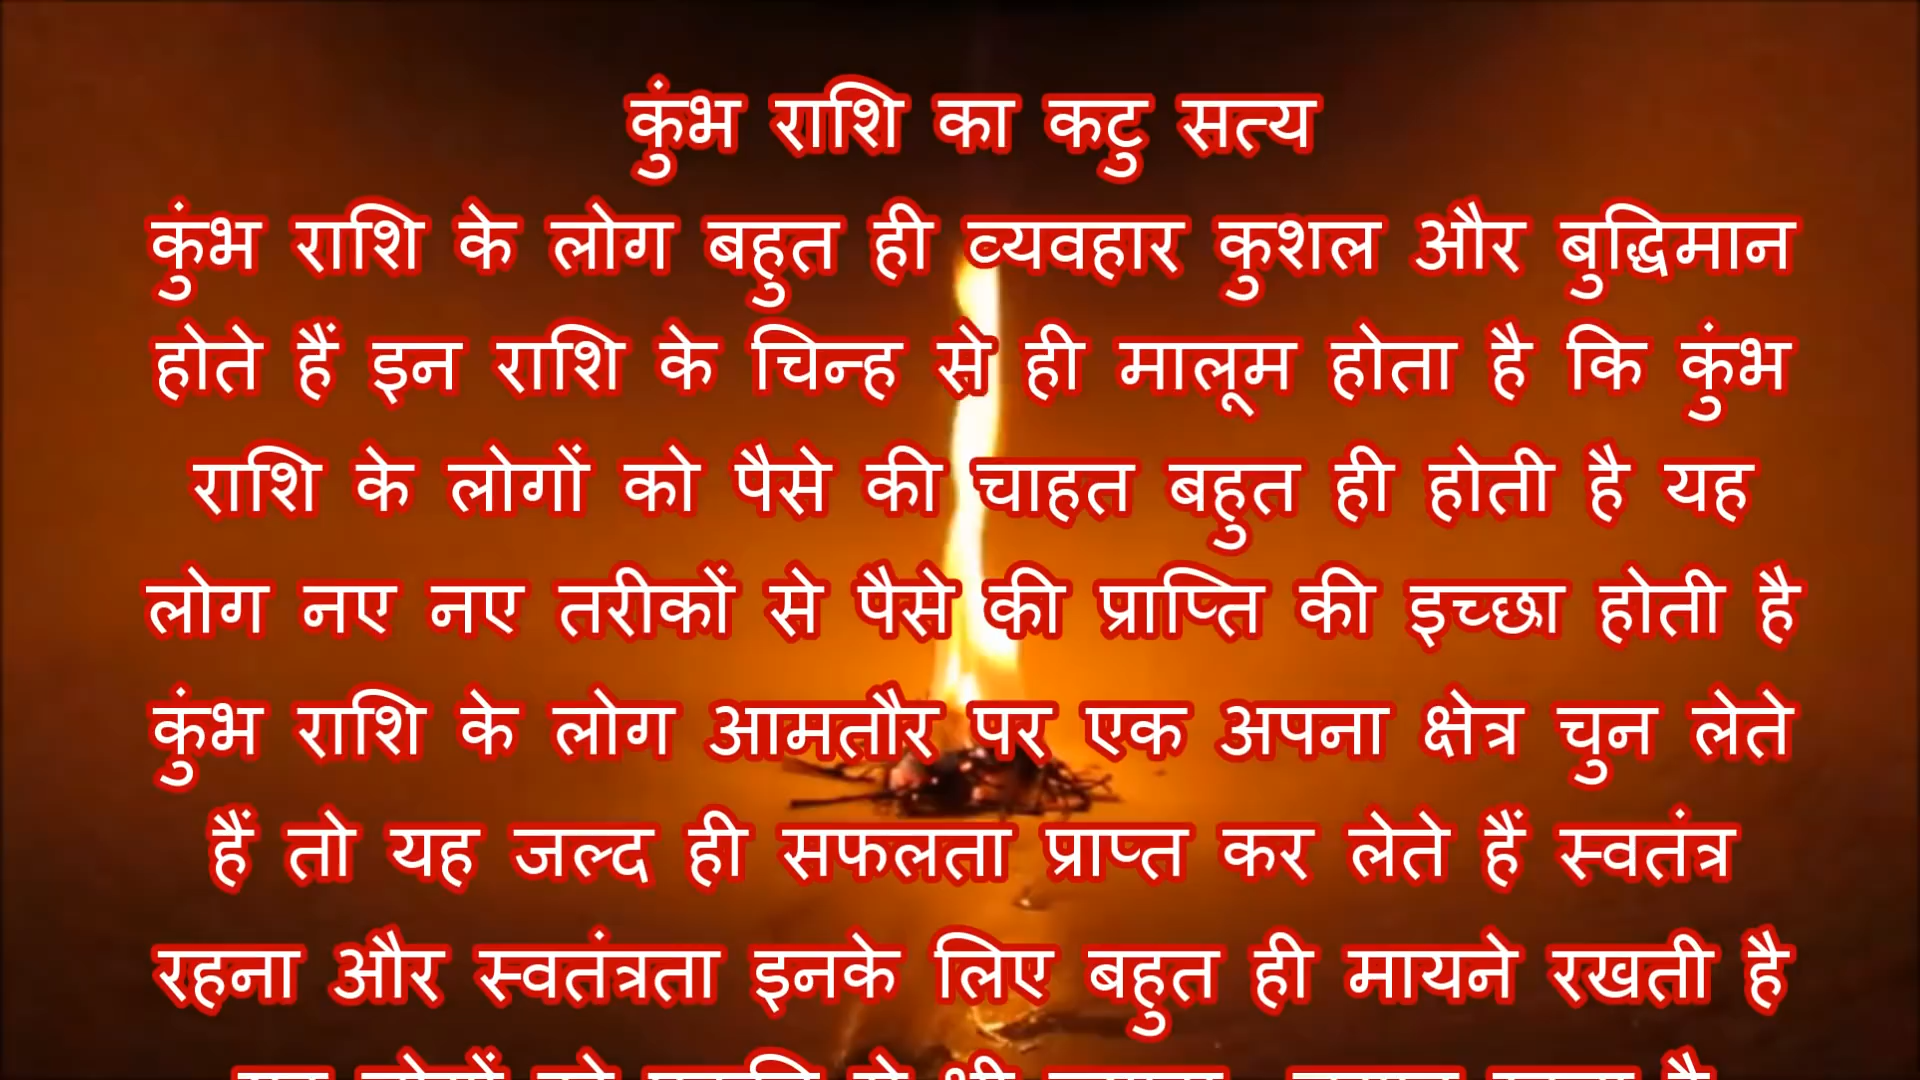 कुंभ राशि का कटु सत्य
कुंभ राशि के लोग बहुत ही व्यवहार कुशल और बुद्धिमान
होते हैं इन राशि के चिन्ह से ही मालूम होता है कि कुंभ
राशि के लोगों को पैसे की चाहत बहुत ही होती है यह
लोग नए नए तरीकों से पैसे की प्राप्ति की इच्छा होती है
कुंभ राशि के लोग आमतौर पर एक अपना क्षेत्र चुन लेते
हैं तो यह जल्द ही सफलता प्राप्त कर लेते हैं स्वतंत्र
रहना और स्वतंत्रता इनके लिए बहुत ही मायने रखती है